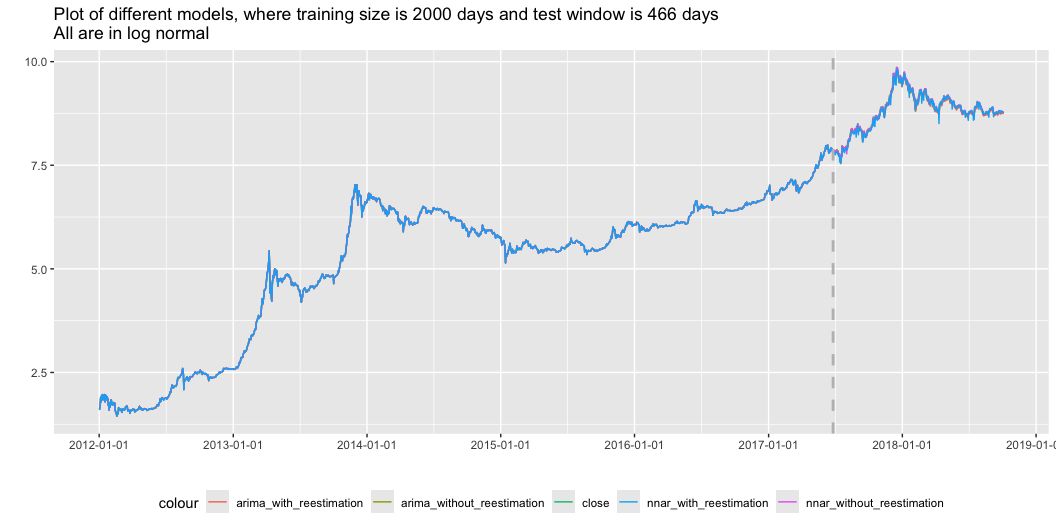 Plot of different models, where training size is 2000 days and test window is 466 days
All are in log normal
10.0
7.5
5.0
2.5
2012-01-01 2013-01-01 2014-01-01 2015-01-01 2016-01-01 2017-01-01 2018-01-01 2019-01-0
colour arima_with_reestimation arima_without_reestimation close nnar_with_reestimation nnar_without_reestimation